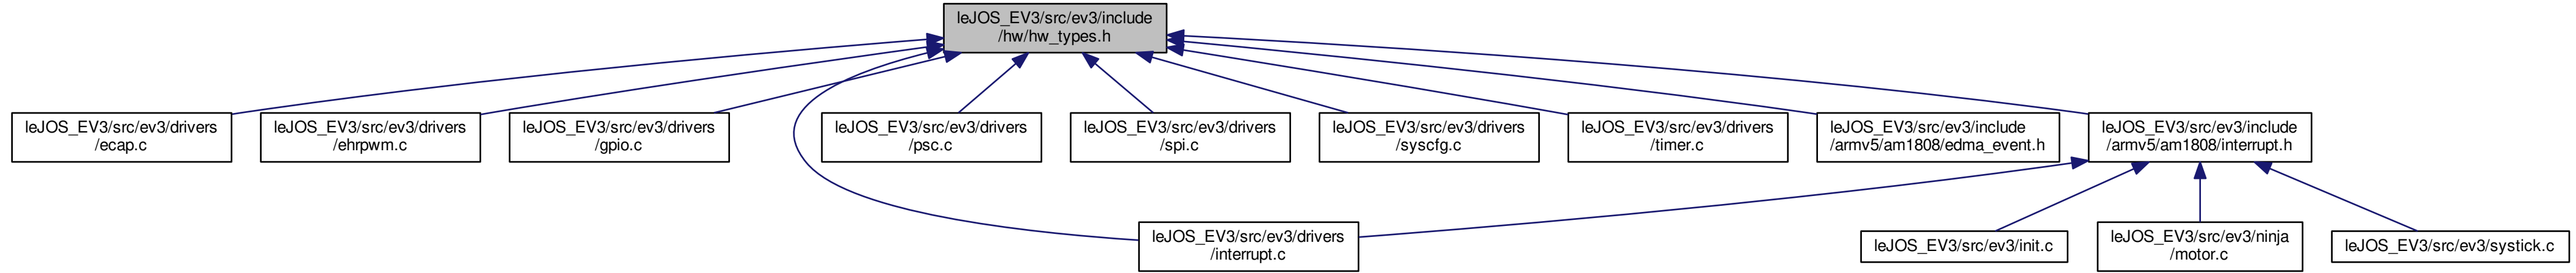 leJOS_EV3/src/ev3/include
/hw/hw_types.h
leJOS_EV3/src/ev3/drivers
/ecap.c
leJOS_EV3/src/ev3/drivers
/ehrpwm.c
leJOS_EV3/src/ev3/drivers
/gpio.c
leJOS_EV3/src/ev3/drivers
/psc.c
leJOS_EV3/src/ev3/drivers
/spi.c
leJOS_EV3/src/ev3/drivers
/syscfg.c
leJOS_EV3/src/ev3/drivers
/timer.c
leJOS_EV3/src/ev3/include
/armv5/am1808/edma_event.h
leJOS_EV3/src/ev3/include
/armv5/am1808/interrupt.h
leJOS_EV3/src/ev3/drivers
/interrupt.c
leJOS_EV3/src/ev3/init.c
leJOS_EV3/src/ev3/ninja
/motor.c
leJOS_EV3/src/ev3/systick.c